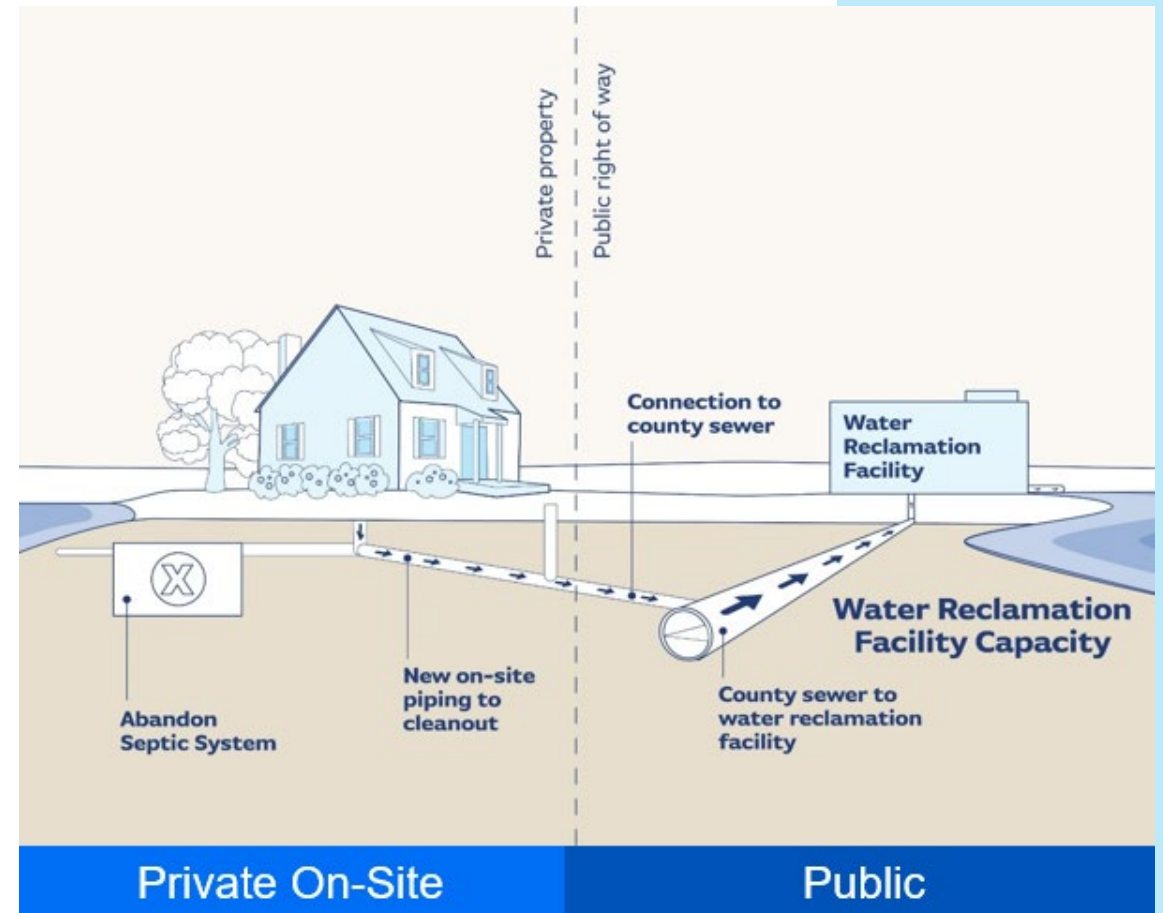 Private property
Public right of way
Connection to
county sewer
Water
Reclamation
Facility
X
Water Reclamation
Facility Capacity
New on-site
piping to
cleanout
County sewer to
water reclamation
facility
Abandon
Septic System
Private On-Site
Public